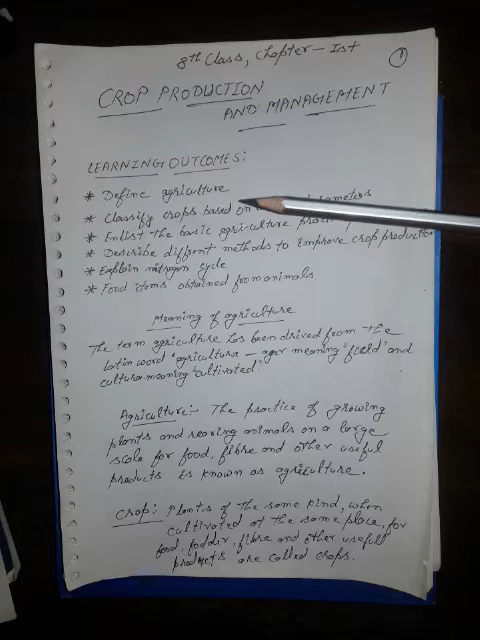 8th Class, Chapter - Ist
1
CROP PRODUCTION
AND MANAGEMENT
LEARNING OUTCOMES:
* Define agriculture
* Classify crops based on
* Enlist the basic agri-culture
* Describe diffrent methods to improve crop production
* Explain nitrogen cycle
* Food items obtained from animals
Meaning of agriculture
The term agriculture has been drived from the
latin word "agricultura - ager meaning "field" and
cultura meaning "cultivated"
Agriculture:- The practice of growing
plants and rearing animals on a large
scale for food, fibre and other useful
products is known as agriculture.
Crop: Plants of the same kind, when
cultivated at the same place, for
food, fodder, fibre and other usefull
products are called crops.